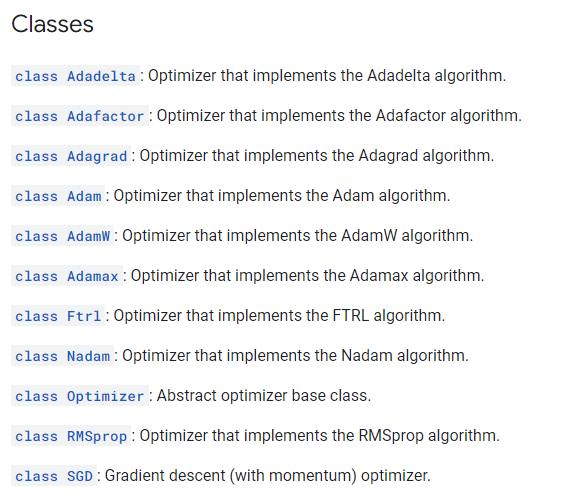 Classes
class Adadelta: Optimizer that implements the Adadelta algorithm.
class Adafactor: Optimizer that implements the Adafactor algorithm.
class Adagrad: Optimizer that implements the Adagrad algorithm.
class Adam: Optimizer that implements the Adam algorithm.
class AdamW: Optimizer that implements the AdamW algorithm.
class Adamax: Optimizer that implements the Adamax algorithm.
class Ftrl: Optimizer that implements the FTRL algorithm.
class Nadam: Optimizer that implements the Nadam algorithm.
class Optimizer: Abstract optimizer base class.
class RMSprop: Optimizer that implements the RMSprop algorithm.
class SGD: Gradient descent (with momentum) optimizer.